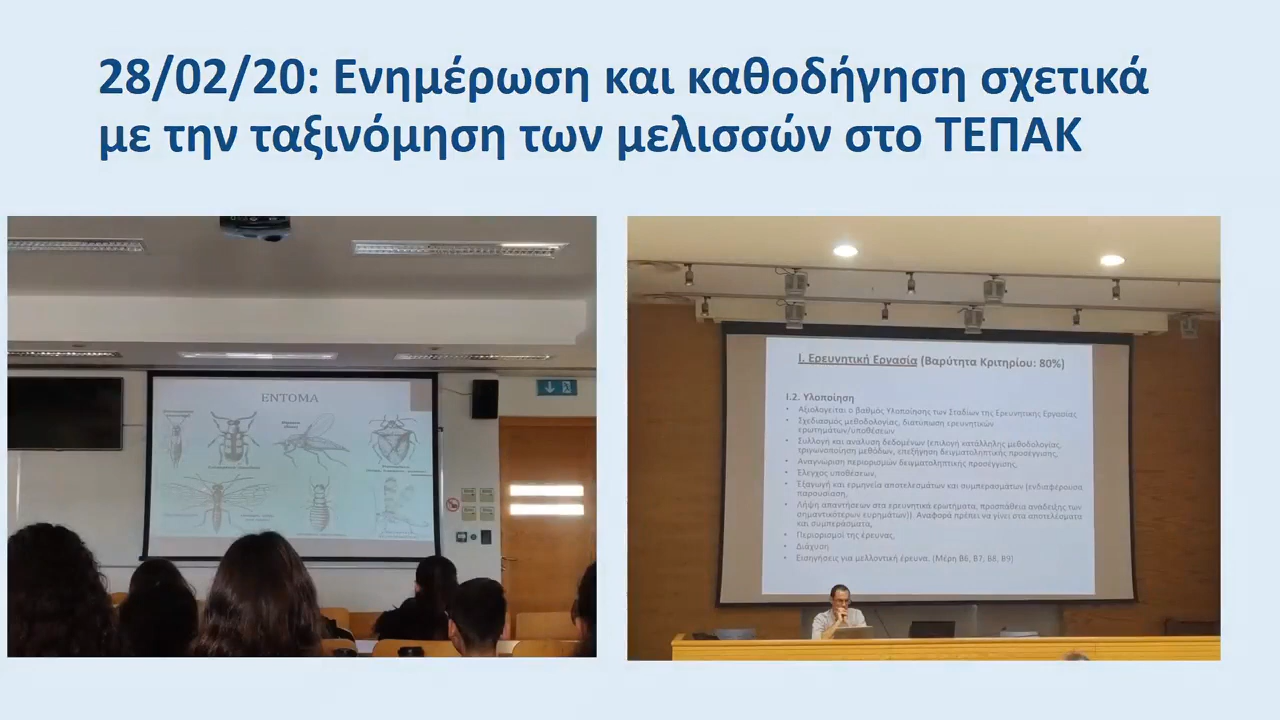 28/02/20: Ενημέρωση και καθοδήγηση σχετικά
με την ταξινόμηση των μελισσών στο ΤΕΠΑΚ
ΕΝΤΟΜΑ
Ι. Ερευνητική Εργασία (Βαρύτητα Κριτηρίου: 80%)
Ι.2. Υλοποίηση
• Αξιολογείται ο βαθμός Υλοποίησης των Σταδίων της Ερευνητικής Εργασίας
• Σχεδιασμός μεθοδολογίας, διατύπωση ερευνητικών
ερωτημάτων/υποθέσεων
• Συλλογή και ανάλυση δεδομένων (επιλογή κατάλληλης μεθοδολογίας,
τριγωνοποίηση μεθόδων, επεξήγηση δειγματοληπτικής προσέγγισης,
• Αναγνώριση περιορισμών δειγματοληπτικής προσέγγισης,
• Έλεγχος υποθέσεων,
• Εξαγωγή και ερμηνεία αποτελεσμάτων και συμπερασμάτων (ενδιαφέρουσα
παρουσίαση,
• Λήψη απαντήσεων στα ερευνητικά ερωτήματα, προσπάθεια ανάδειξης των
σημαντικότερων ευρημάτων)) Αναφορά πρέπει να γίνει στα αποτελέσματα
και συμπεράσματα,
• Περιορισμοί της έρευνας,
• Διάχυση
• Εισηγήσεις για μελλοντική έρευνα. (Μέρη Β6, Β7, Β8, Β9)